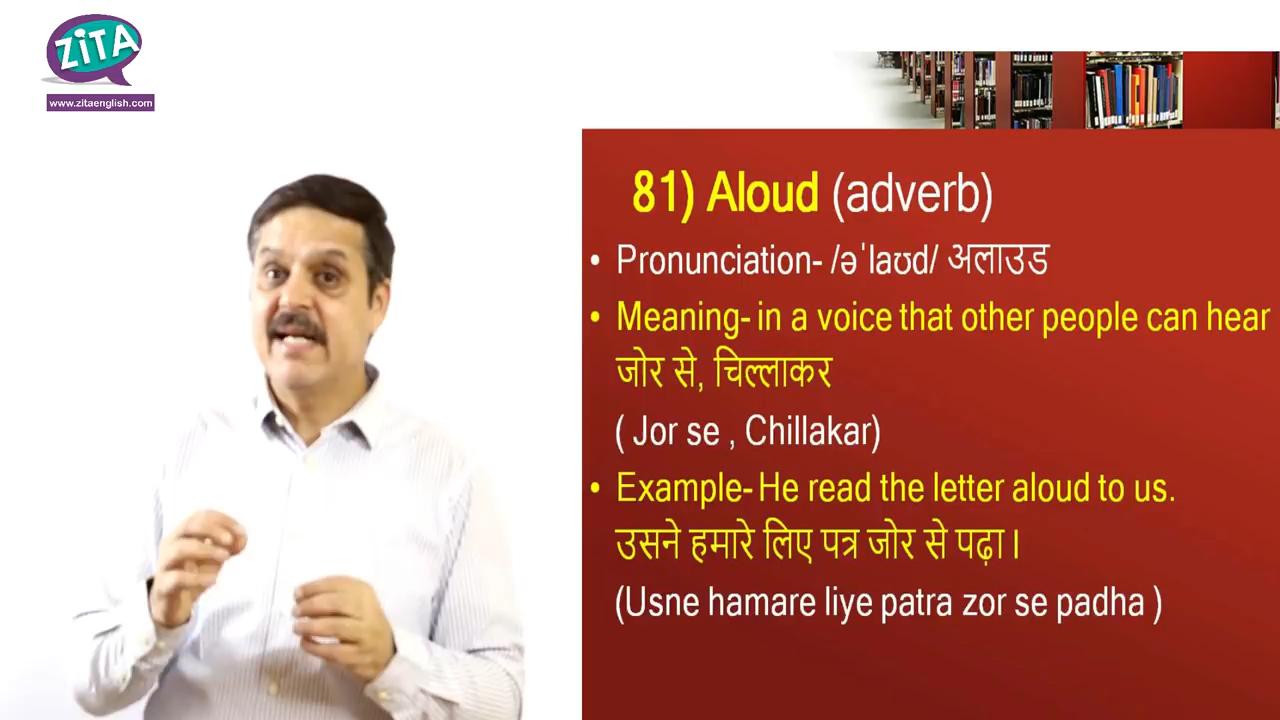 ZiTA
www.zitaenglish.com
81) Aloud (adverb)
• Pronunciation- /əˈlaʊd/ अलाउड
• Meaning- in a voice that other people can hear
जोर से, चिल्लाकर
( Jor se , Chillakar)
• Example- He read the letter aloud to us.
उसने हमारे लिए पत्र जोर से पढ़ा।
(Usne hamare liye patra zor se padha )